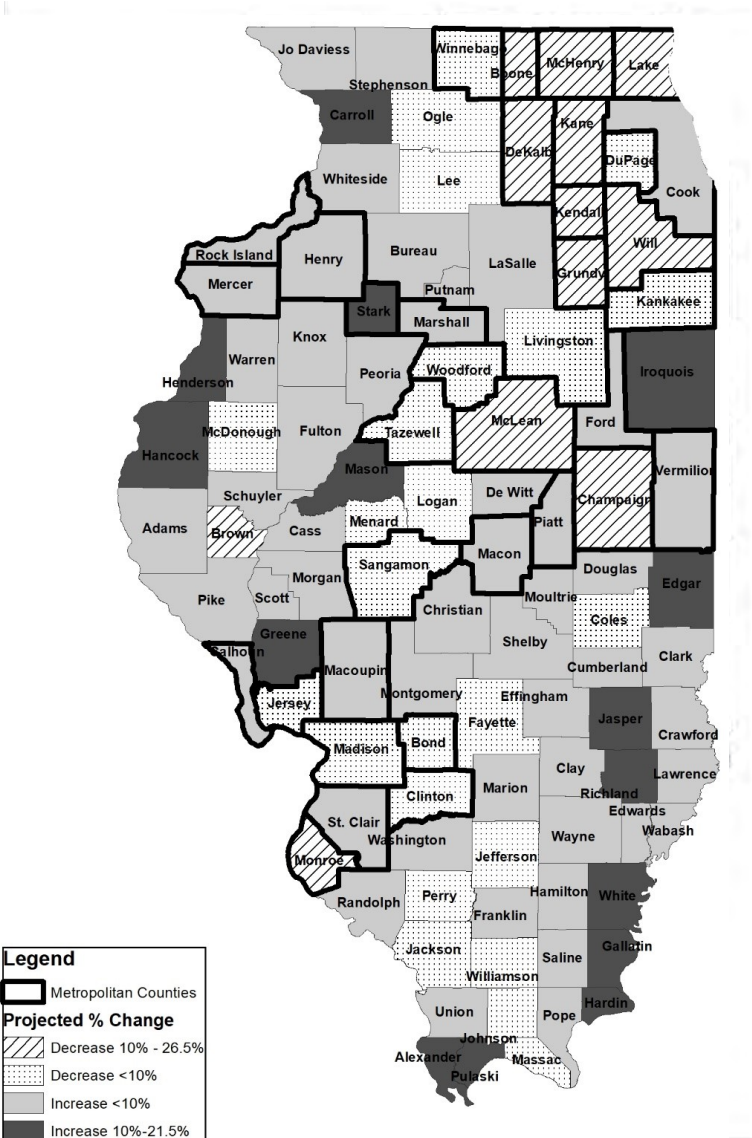 Jo Daviess
Stephenson
Winnebago
Boone
McHenry
Lake
Carroll
Ogle
DeKalb
Kane
DuPage
Cook
Whiteside
Lee
Kendall
Will
Rock Island
Henry
Bureau
LaSalle
Grundy
Mercer
Putnam
Kankakee
Stark
Marshall
Knox
Livingston
Warren
Peoria
Woodford
Iroquois
Henderson
McDonough
Fulton
Tazewell
McLean
Ford
Hancock
Mason
Vermilion
Schuyler
Logan
De Witt
Champaign
Adams
Brown
Cass
Menard
Piatt
Sangamon
Macon
Douglas
Edgar
Pike
Scott
Morgan
Christian
Moultrie
Coles
Greene
Shelby
Calhoun
Macoupin
Cumberland
Clark
Montgomery
Effingham
Jersey
Fayette
Jasper
Crawford
Madison
Bond
Clay
Lawrence
Clinton
Marion
Richland
Edwards
St. Clair
Washington
Wayne
Wabash
Monroe
Jefferson
Randolph
Perry
Hamilton
White
Franklin
Jackson
Saline
Gallatin
Williamson
Union
Pope
Hardin
Johnson
Alexander
Massac
Pulaski
Legend
Metropolitan Counties
Projected % Change
Decrease 10% - 26.5%
Decrease <10%
Increase <10%
Increase 10%-21.5%